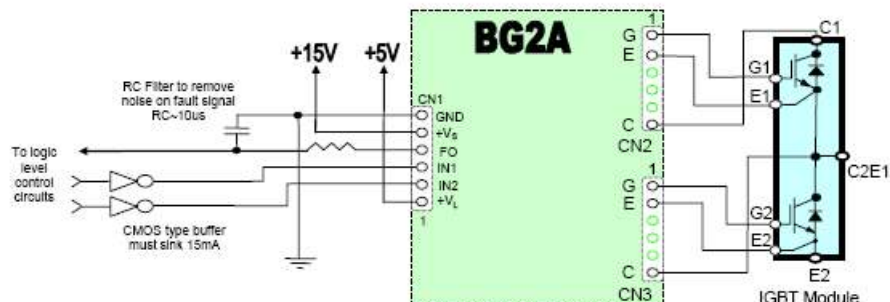 BG2A
+15V
+5V
RC Filter to remove
noise on fault signal
RC~10us
CN1
GND
+VS
FO
IN1
IN2
+VL
1
To logic
level
control
circuits
CMOS type buffer
must sink 15mA
1
G
E
C
CN2
1
G
E
C
CN3
C1
G1
E1
C2E1
G2
E2
E2
IGBT Module